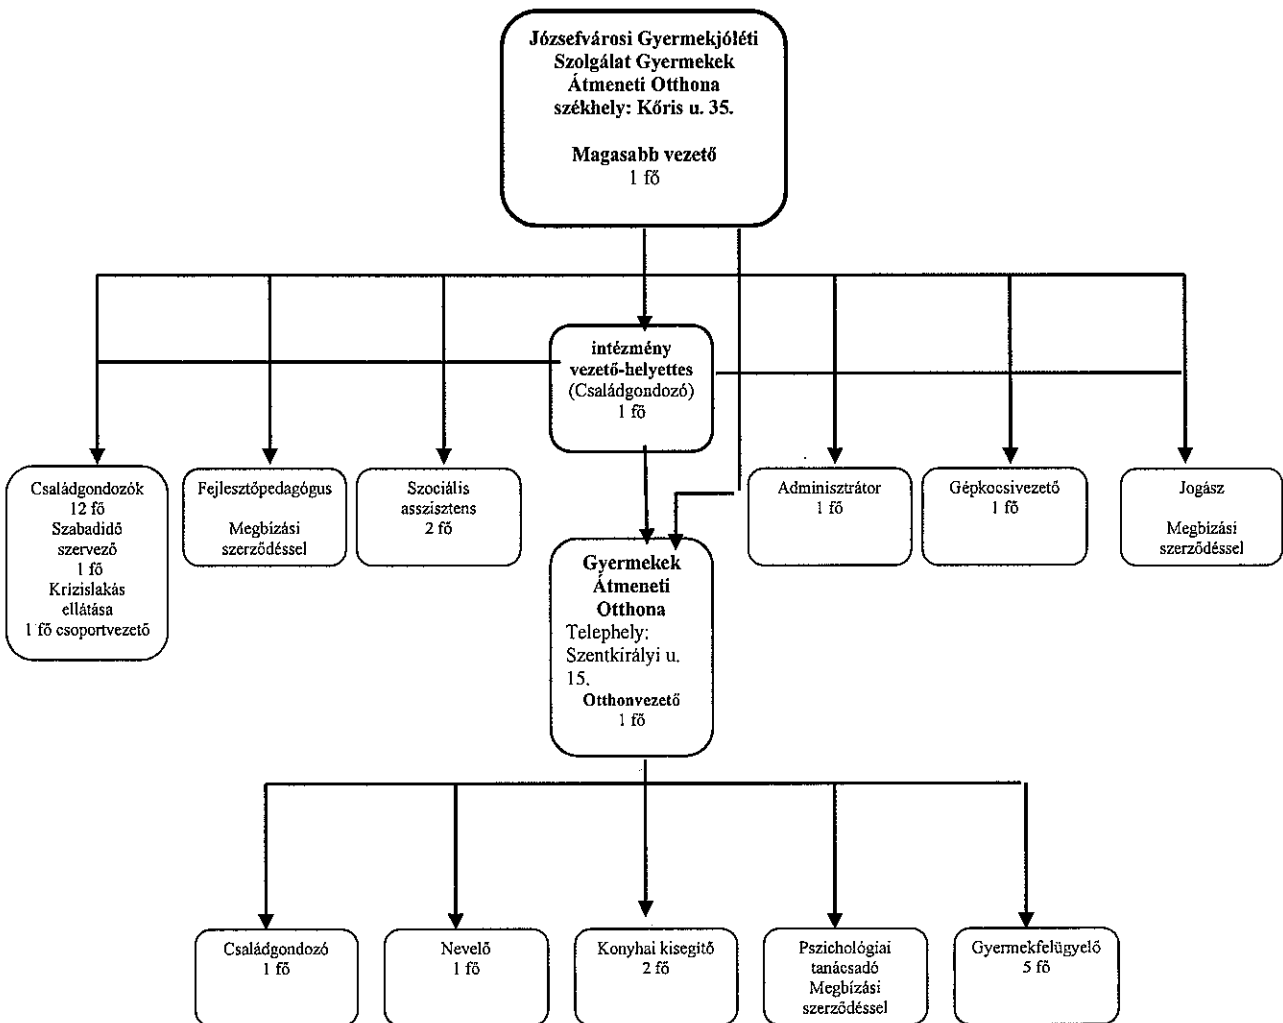 Józsefvárosi Gyermekjóléti
Szolgálat Gyermekek
Átmeneti Otthona
székhely: Kőris u. 35.
Magasabb vezető
1 fő
intézmény
vezető-helyettes
(Családgondozó)
1 fő
Családgondozók
12 fő
Szabadidő
szervező
1 fő
Krízislakás
ellátása
1 fő csoportvezető
Fejlesztőpedagógus
Megbízási
szerződéssel
Szociális
asszisztens
2 fő
Adminisztrátor
1 fő
Gépkocsivezető
1 fő
Jogász
Megbízási
szerződéssel
Gyermekek
Átmeneti
Otthona
Telephely:
Szentkirályi u.
15.
Otthonvezető
1 fő
Családgondozó
1 fő
Nevelő
1 fő
Konyhai kisegítő
2 fő
Pszichológiai
tanácsadó
Megbízási
szerződéssel
Gyermekfelügyelő
5 fő